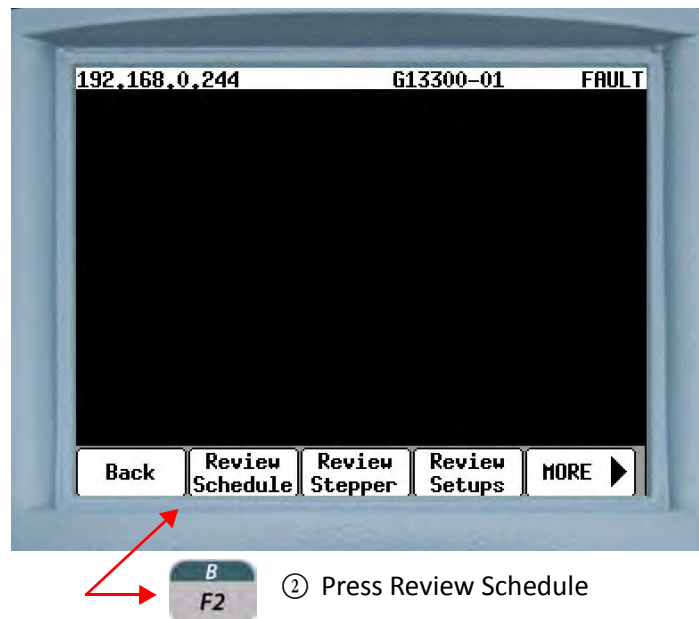 192.168.0.244 G13300-01 FAULT
Back Review Schedule Review Stepper Review Setups MORE
B
F2
② Press Review Schedule